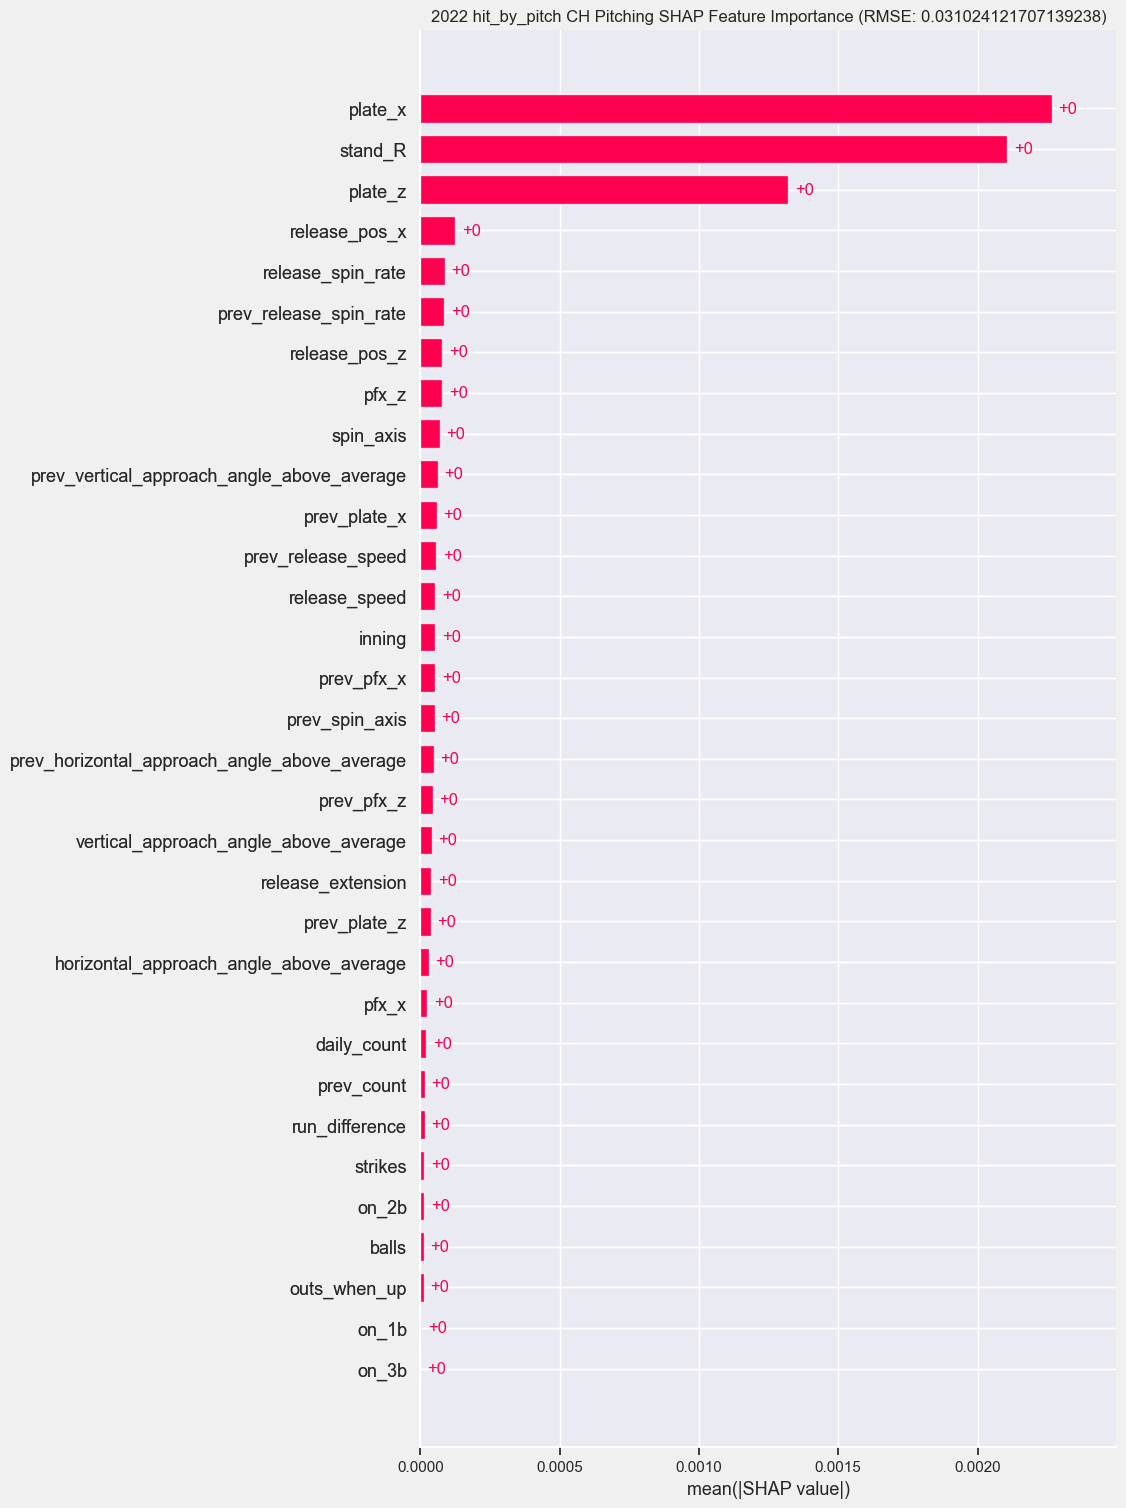 2022 hit_by_pitch CH Pitching SHAP Feature Importance (RMSE: 0.031024121707139238)
plate_x +0
stand_R +0
plate_z +0
release_pos_x +0
release_spin_rate +0
prev_release_spin_rate +0
release_pos_z +0
pfx_z +0
spin_axis +0
prev_vertical_approach_angle_above_average +0
prev_plate_x +0
prev_release_speed +0
release_speed +0
inning +0
prev_pfx_x +0
prev_spin_axis +0
prev_horizontal_approach_angle_above_average +0
prev_pfx_z +0
vertical_approach_angle_above_average +0
release_extension +0
prev_plate_z +0
horizontal_approach_angle_above_average +0
pfx_x +0
daily_count +0
prev_count +0
run_difference +0
strikes +0
on_2b +0
balls +0
outs_when_up +0
on_1b +0
on_3b +0
0.0000 0.0005 0.0010 0.0015 0.0020
mean(|SHAP value|)